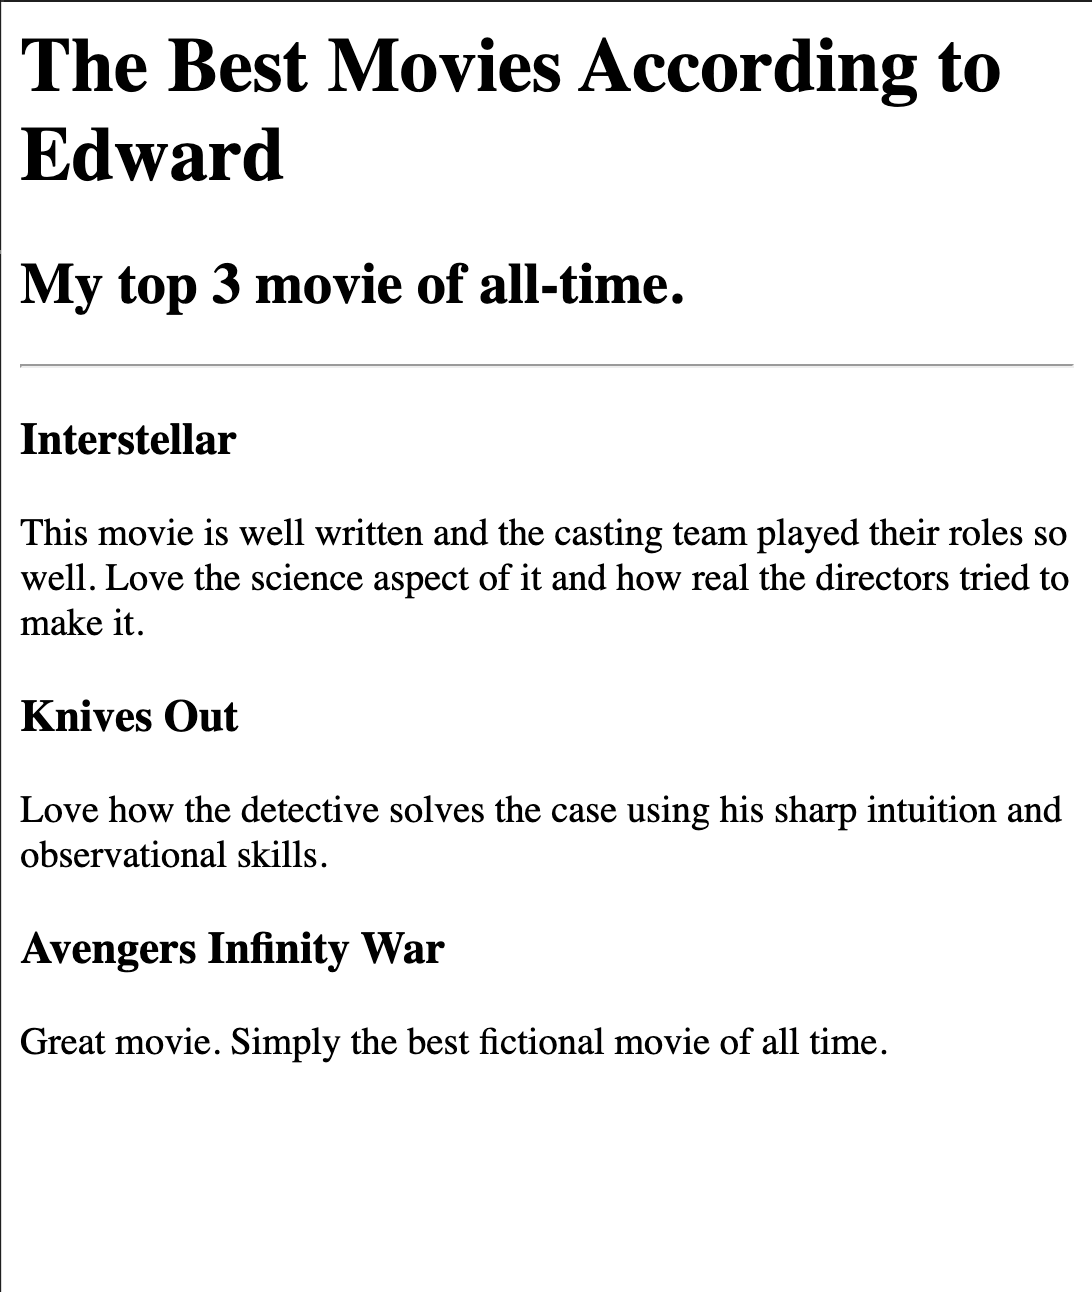 The Best Movies According to
Edward
My top 3 movie of all-time.
Interstellar
This movie is well written and the casting team played their roles so
well. Love the science aspect of it and how real the directors tried to
make it.
Knives Out
Love how the detective solves the case using his sharp intuition and
observational skills.
Avengers Infinity War
Great movie. Simply the best fictional movie of all time.